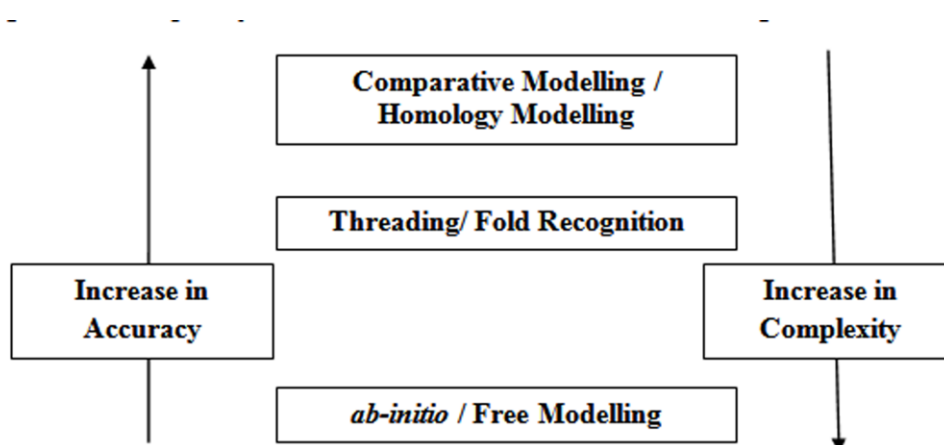 Comparative Modelling /
Homology Modelling
Threading/ Fold Recognition
Increase in
Accuracy
Increase in
Complexity
ab-initio / Free Modelling